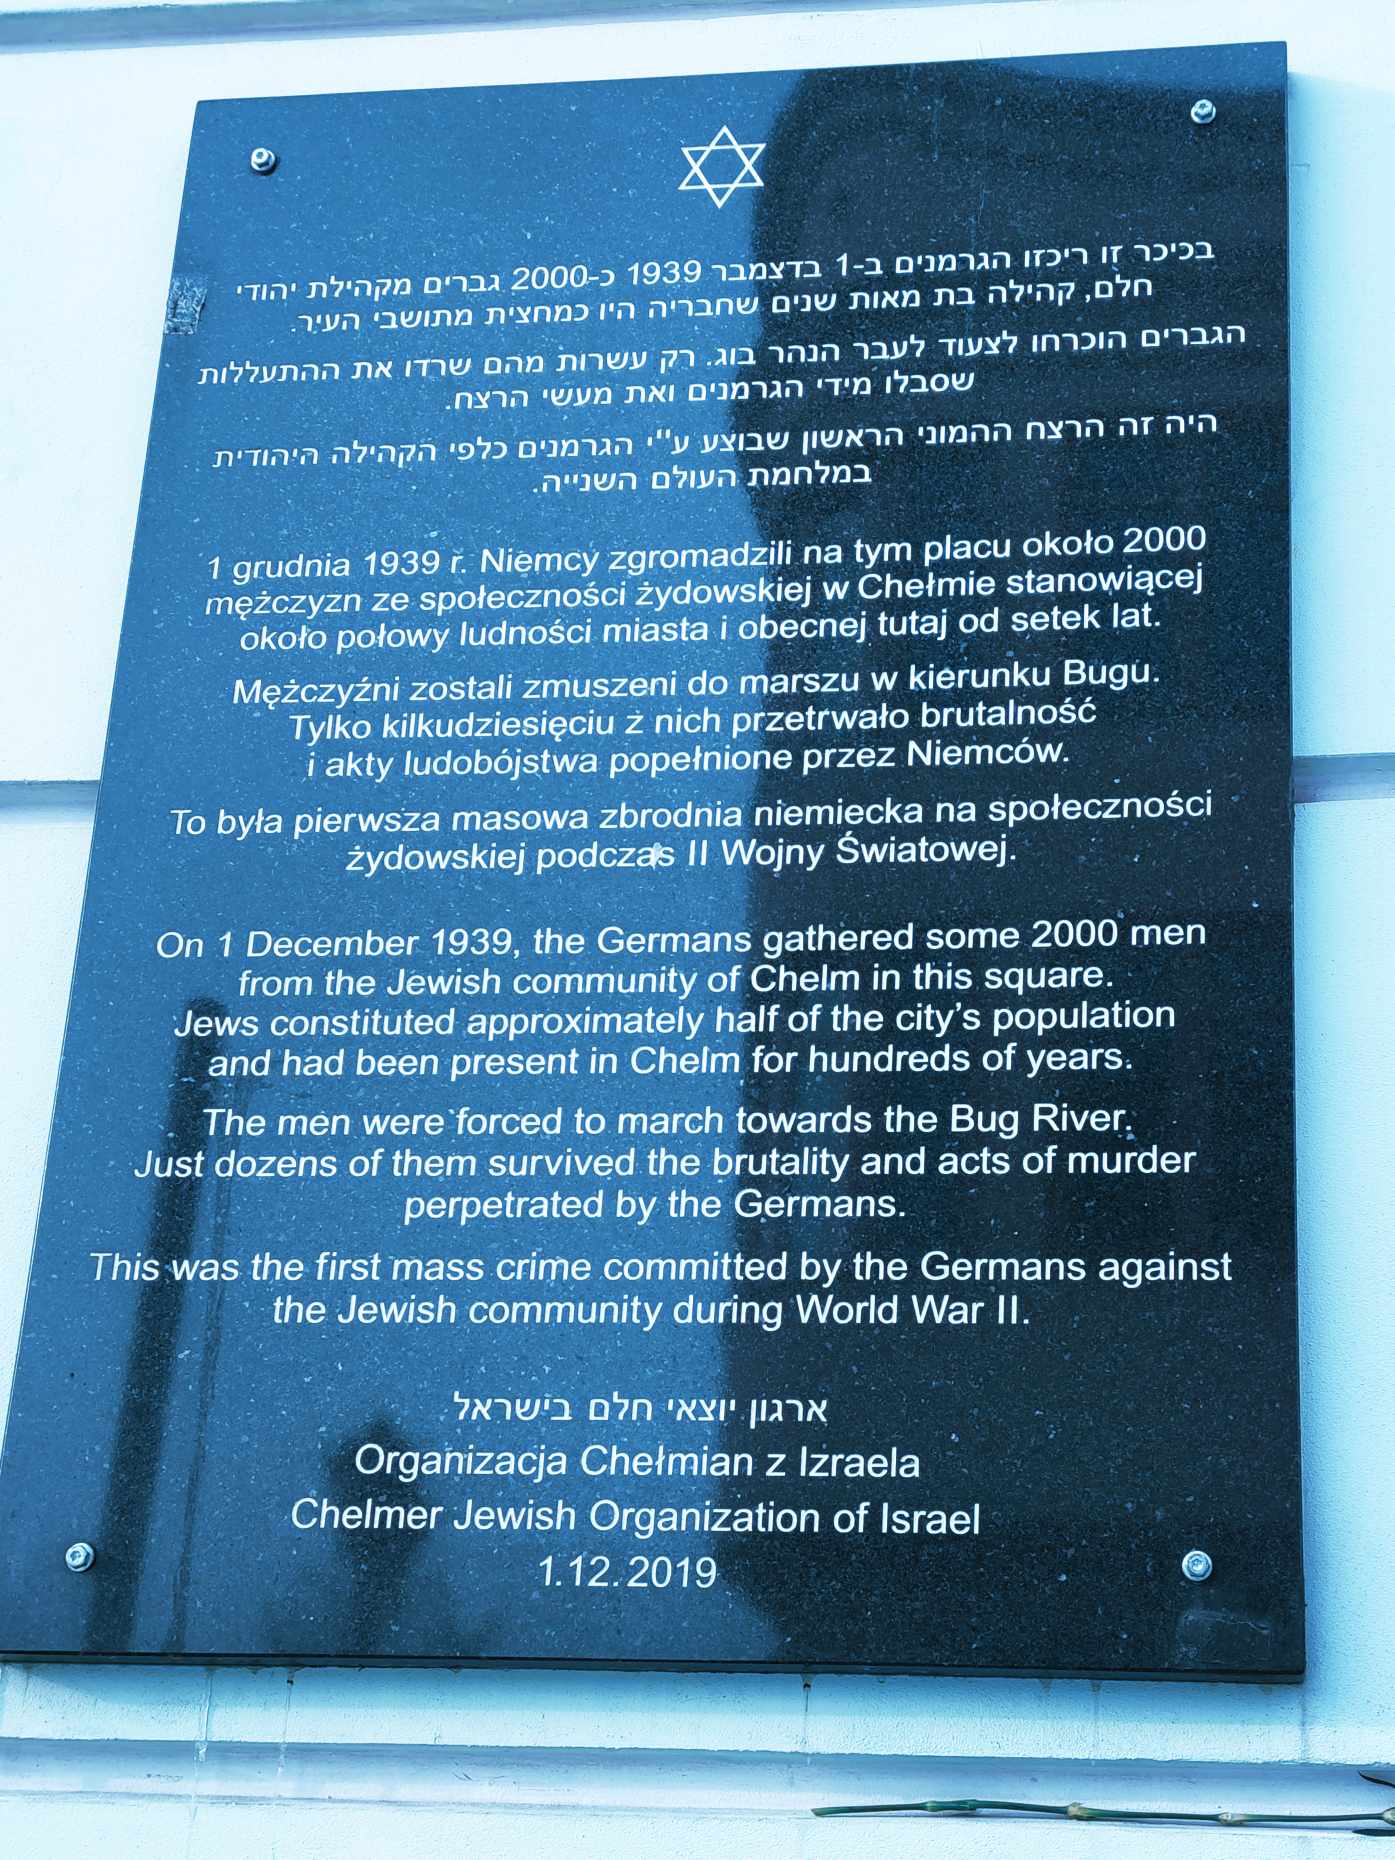 בכיכר זו ריכזו הגרמנים ב-1 בדצמבר 1939 כ-2000 גברים מקהילת יהודי
חלם, קהילה בת מאות שנים שחבריה היו כמחצית מתושבי העיר.
הגברים הוכרחו לצעוד לעבר הנהר בוג. רק עשרות מהם שרדו את ההתעללות
שסבלו מידי הגרמנים ואת מעשי הרצח.
היה זה הרצח ההמוני הראשון שבוצע ע"י הגרמנים כלפי הקהילה היהודית
במלחמת העולם השנייה.
1 grudnia 1939 r. Niemcy zgromadzili na tym placu około 2000
mężczyzn ze społeczności żydowskiej w Chełmie stanowiącej
około połowy ludności miasta i obecnej tutaj od setek lat.
Mężczyźni zostali zmuszeni do marszu w kierunku Bugu.
Tylko kilkudziesięciu z nich przetrwało brutalność
i akty ludobójstwa popełnione przez Niemców.
To była pierwsza masowa zbrodnia niemiecka na społeczności
żydowskiej podczas II Wojny Światowej.
On 1 December 1939, the Germans gathered some 2000 men
from the Jewish community of Chelm in this square.
Jews constituted approximately half of the city's population
and had been present in Chelm for hundreds of years.
The men were forced to march towards the Bug River.
Just dozens of them survived the brutality and acts of murder
perpetrated by the Germans.
This was the first mass crime committed by the Germans against
the Jewish community during World War II.
ארגון יוצאי חלם בישראל
Organizacja Chełmian z Izraela
Chelmer Jewish Organization of Israel
1.12.2019